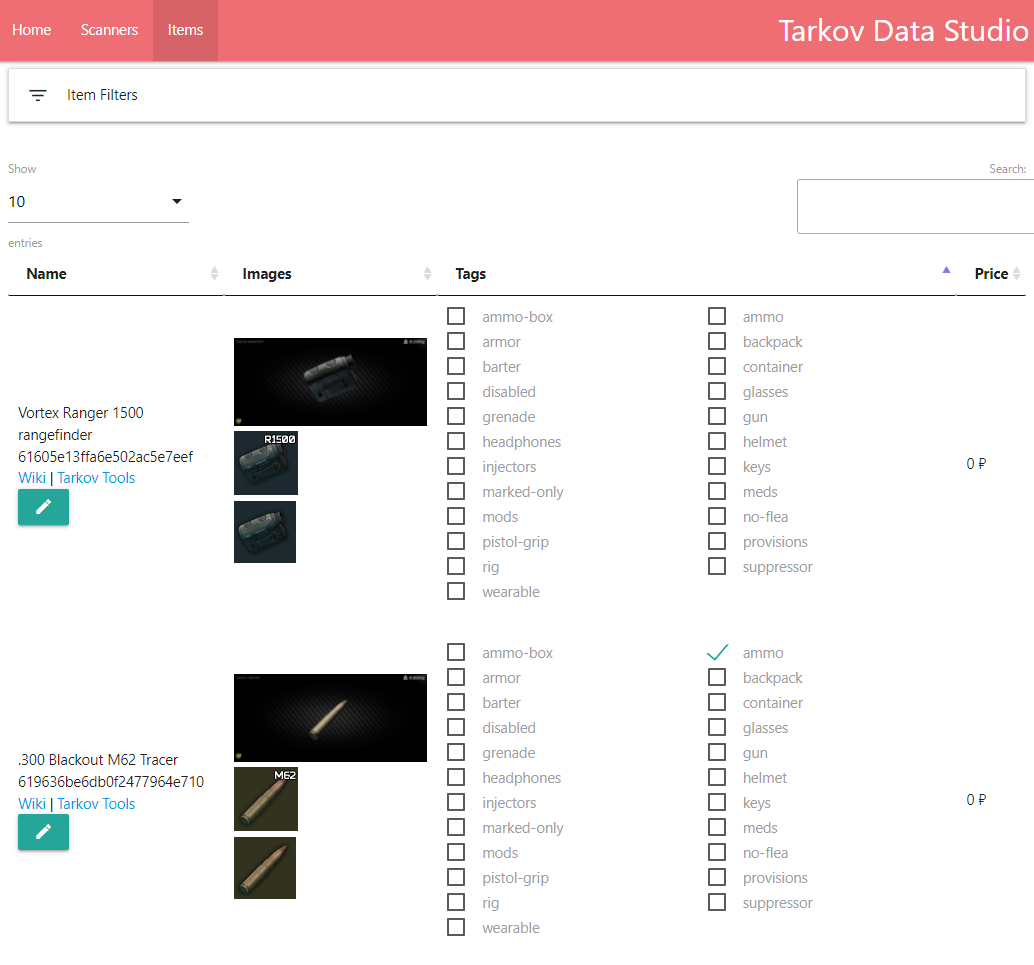 Home Scanners Items Tarkov Data Studio
Item Filters
Show
Search:
10
entries
Name Images Tags Price
Vortex Ranger 1500
rangefinder
61605e13ffa6e502ac5e7eef
Wiki | Tarkov Tools
R1500
ammo-box ammo
armor backpack
barter container
disabled glasses
grenade gun
headphones helmet
injectors keys
marked-only meds
mods no-flea
pistol-grip provisions
rig suppressor
wearable
0 ₽
.300 Blackout M62 Tracer
619636be6db0f2477964e710
Wiki | Tarkov Tools
M62
ammo-box ammo
armor backpack
barter container
disabled glasses
grenade gun
headphones helmet
injectors keys
marked-only meds
mods no-flea
pistol-grip provisions
rig suppressor
wearable
0 ₽